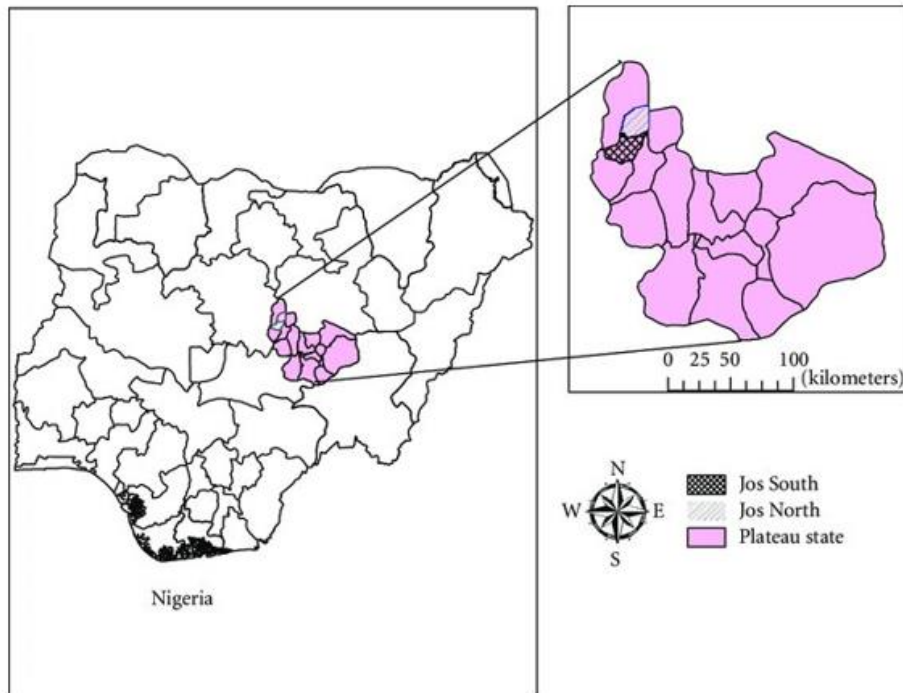 Nigeria
0 25 50 100
(kilometers)
N
W E
S
Jos South
Jos North
Plateau state